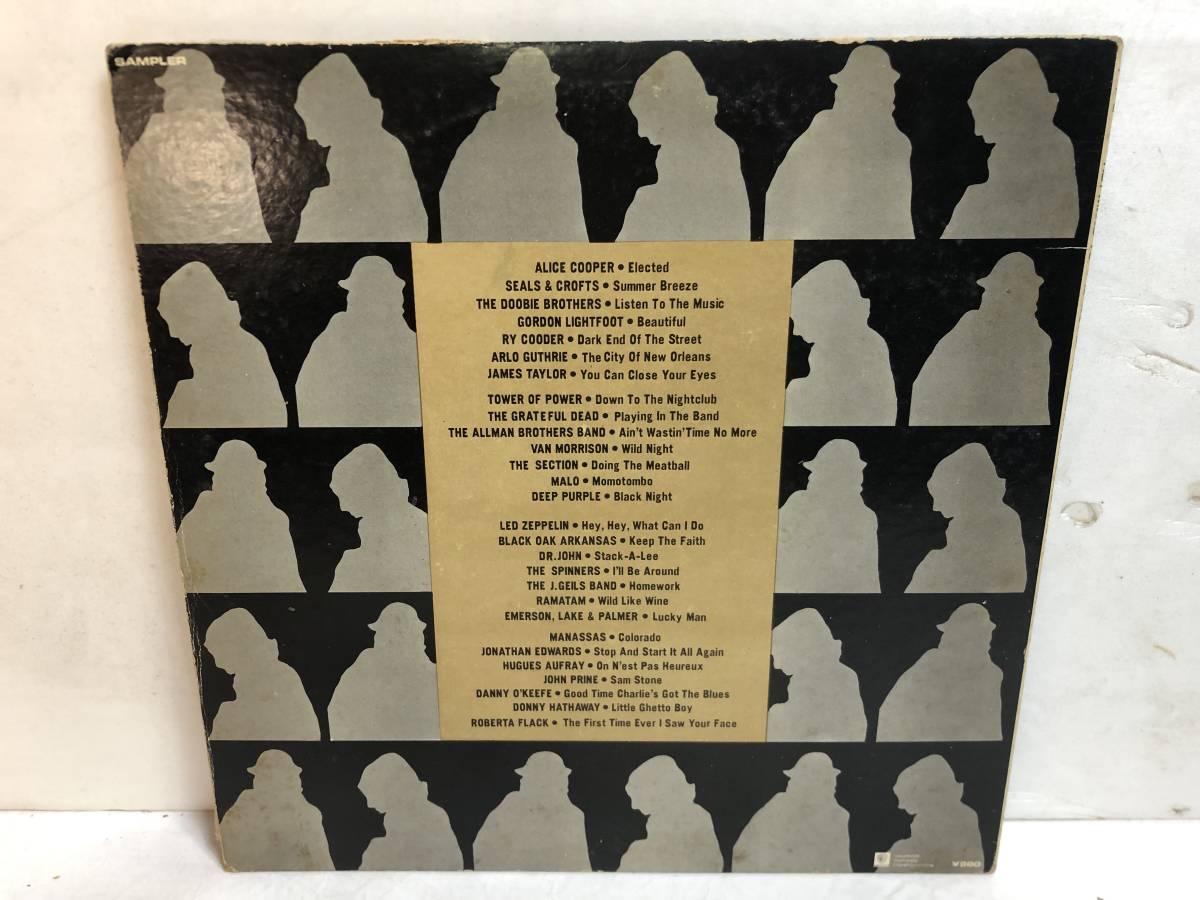 SAMPLER
ALICE COOPER • Elected
SEALS & CROFTS • Summer Breeze
THE DOOBIE BROTHERS • Listen To The Music
GORDON LIGHTFOOT • Beautiful
RY COODER • Dark End Of The Street
ARLO GUTHRIE • The City Of New Orleans
JAMES TAYLOR • You Can Close Your Eyes
TOWER OF POWER • Down To The Nightclub
THE GRATEFUL DEAD • Playing In The Band
THE ALLMAN BROTHERS BAND • Ain't Wastin' Time No More
VAN MORRISON • Wild Night
THE SECTION • Doing The Meatball
MALO • Momotombo
DEEP PURPLE • Black Night
LED ZEPPELIN • Hey, Hey, What Can I Do
BLACK OAK ARKANSAS • Keep The Faith
DR. JOHN • Stack-A-Lee
THE SPINNERS • I'll Be Around
THE J. GEILS BAND • Homework
RAMATAM • Wild Like Wine
EMERSON, LAKE & PALMER • Lucky Man
MANASSAS • Colorado
JONATHAN EDWARDS • Stop And Start It All Again
HUGUES AUFRAY • On N'est Pas Heureux
JOHN PRINE • Sam Stone
DANNY O'KEEFE • Good Time Charlie's Got The Blues
DONNY HATHAWAY • Little Ghetto Boy
ROBERTA FLACK • The First Time Ever I Saw Your Face